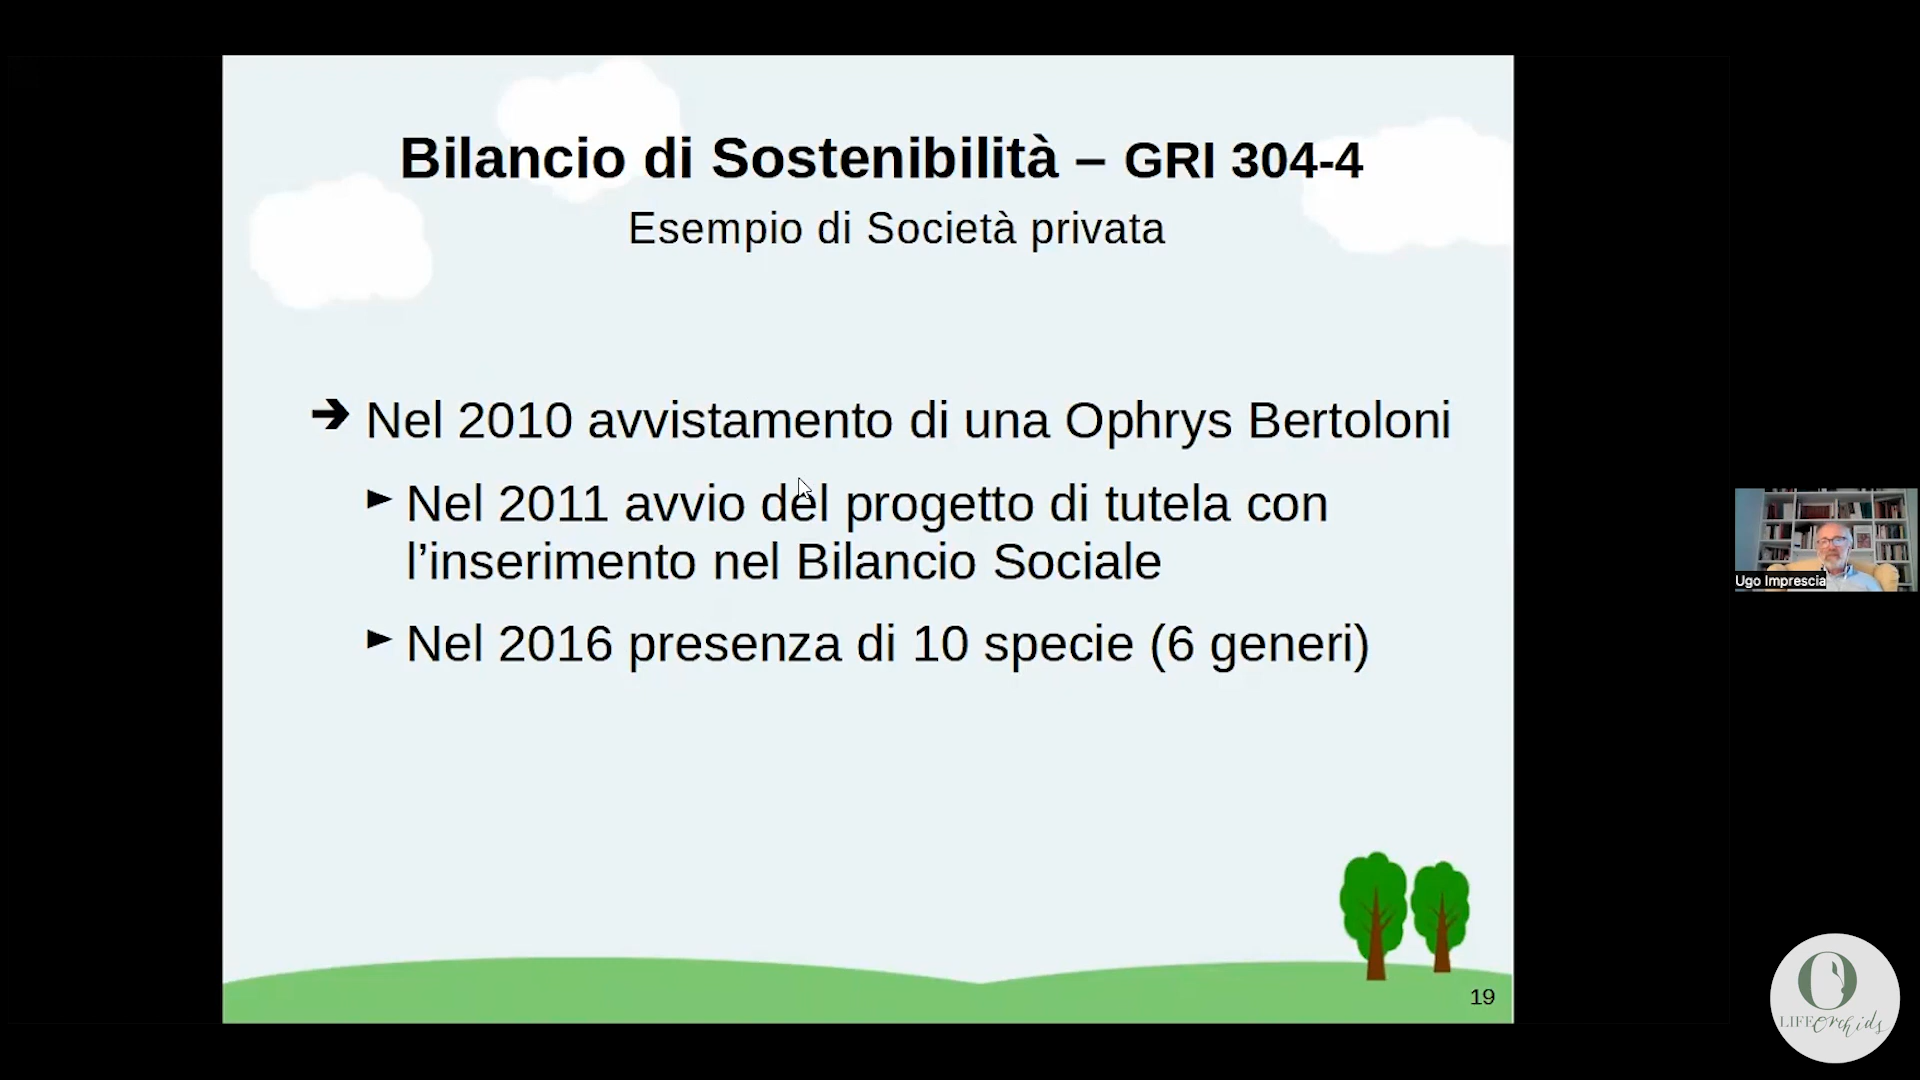 Bilancio di Sostenibilità – GRI 304-4
Esempio di Società privata
Nel 2010 avvistamento di una Ophrys Bertoloni
Nel 2011 avvio del progetto di tutela con
l’inserimento nel Bilancio Sociale
Nel 2016 presenza di 10 specie (6 generi)
19
Ugo Imprescia
LIFE orchids